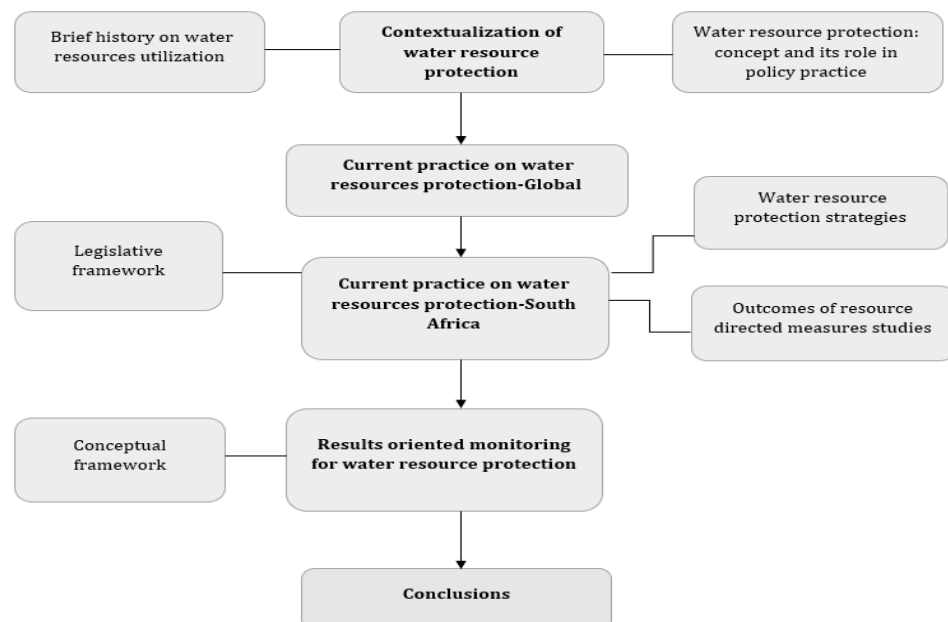 Brief history on water
resources utilization
Contextualization of
water resource
protection
Water resource protection:
concept and its role in
policy practice
Current practice on water
resources protection-Global
Water resource
protection strategies
Legislative
framework
Current practice on water
resources protection-South
Africa
Outcomes of resource
directed measures studies
Conceptual
framework
Results oriented monitoring
for water resource protection
Conclusions